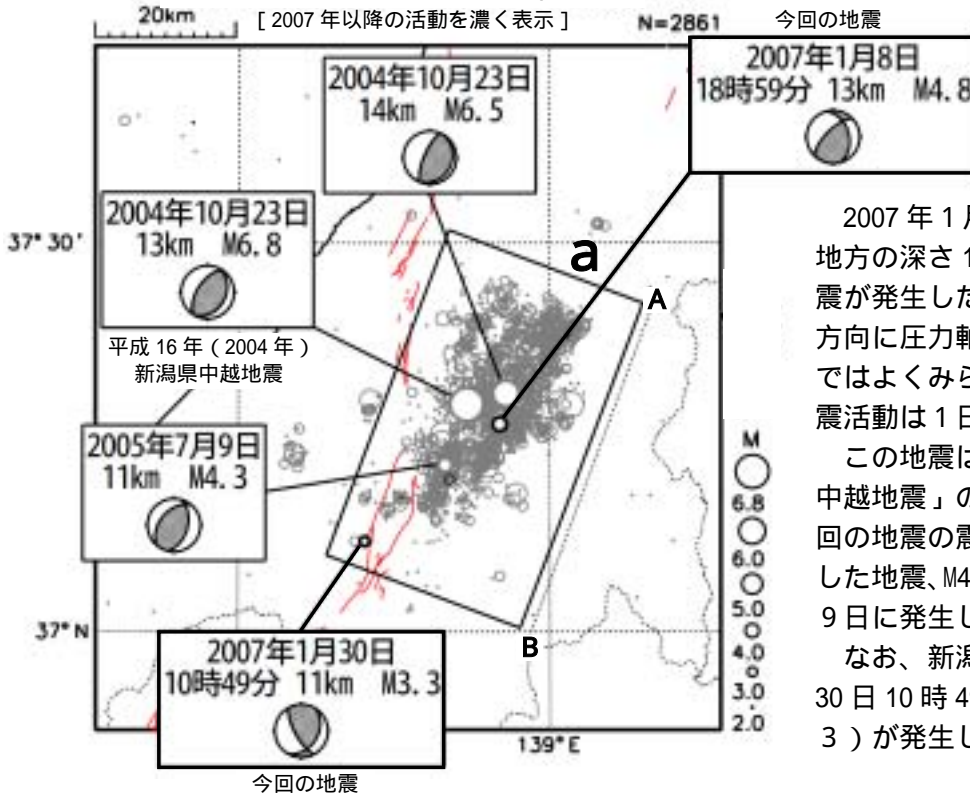 20km
[ 2007 年以降の活動を濃く表示 ]
N=2861
今回の地震
2007年1月8日
18時59分 13km M4.8
2004年10月23日
14km M6.5
2004年10月23日
13km M6.8
平成 16 年 ( 2004 年 )
新潟県中越地震
37° 30'
a
A
2005年7月9日
11km M4.3
37° N
B
2007年1月30日
10時49分 11km M3.3
今回の地震
139° E
M
6.8
6.0
5.0
4.0
3.0
2.0
2007 年 1 月
地方の深さ 1
震が発生した
方向に圧力軸
ではよくみら
震活動は 1 日
この地震は
中越地震」の
回の地震の震
した地震、M4
9 日に発生し
なお、新潟
30 日 10 時 4
3 ) が発生し